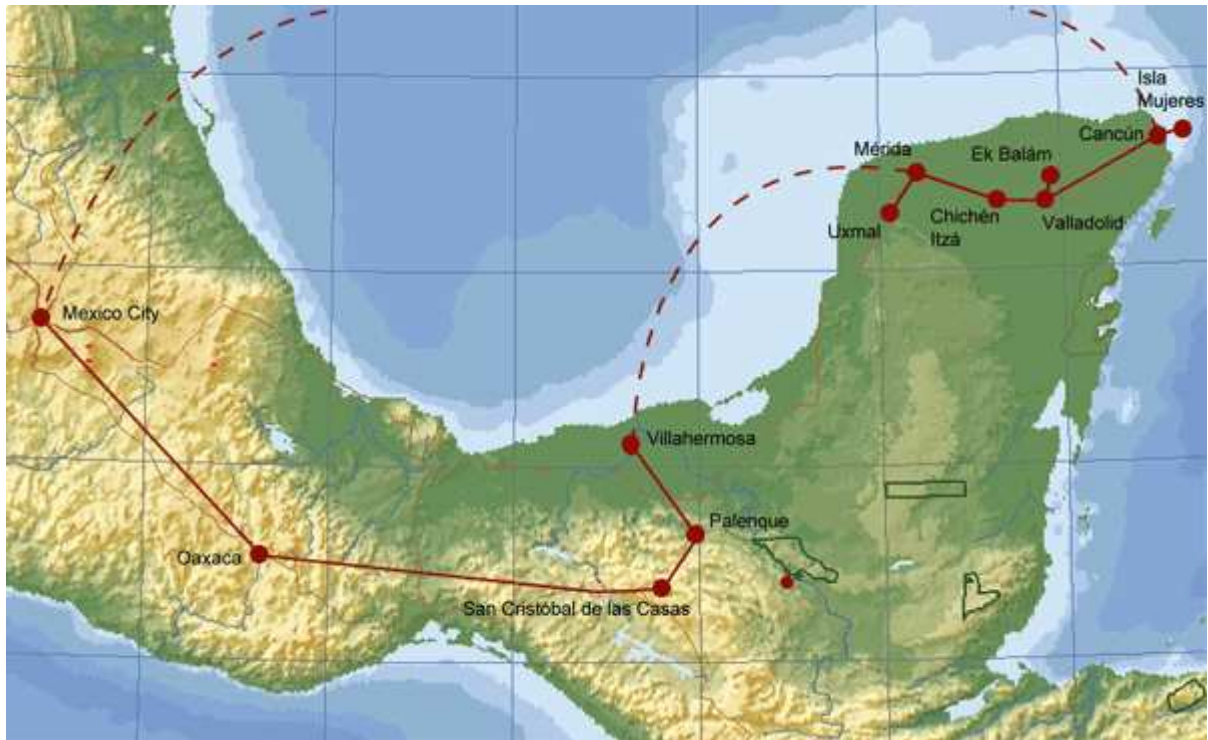 Isla
Mujeres
Cancún
Mérida
Ek Balám
Chichén
Itzá
Valladolid
Uxmal
Mexico City
Villahermosa
Palenque
Oaxaca
San Cristóbal de las Casas